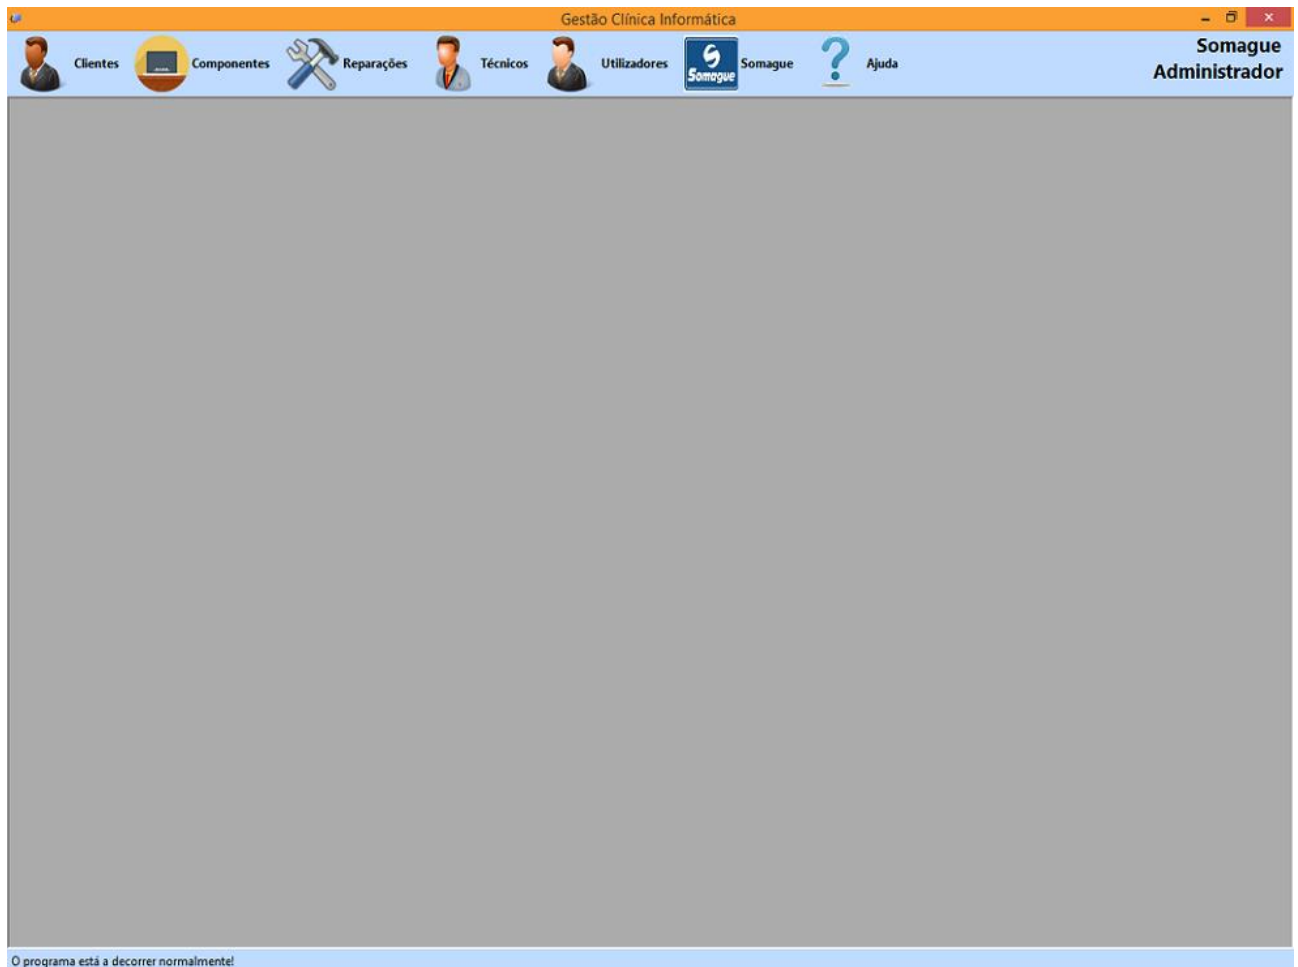 Gestão Clínica Informática
Clientes Componentes Reparações Técnicos Utilizadores Somague Somague Ajuda
Somague
Administrador
O programa está a decorrer normalmente!